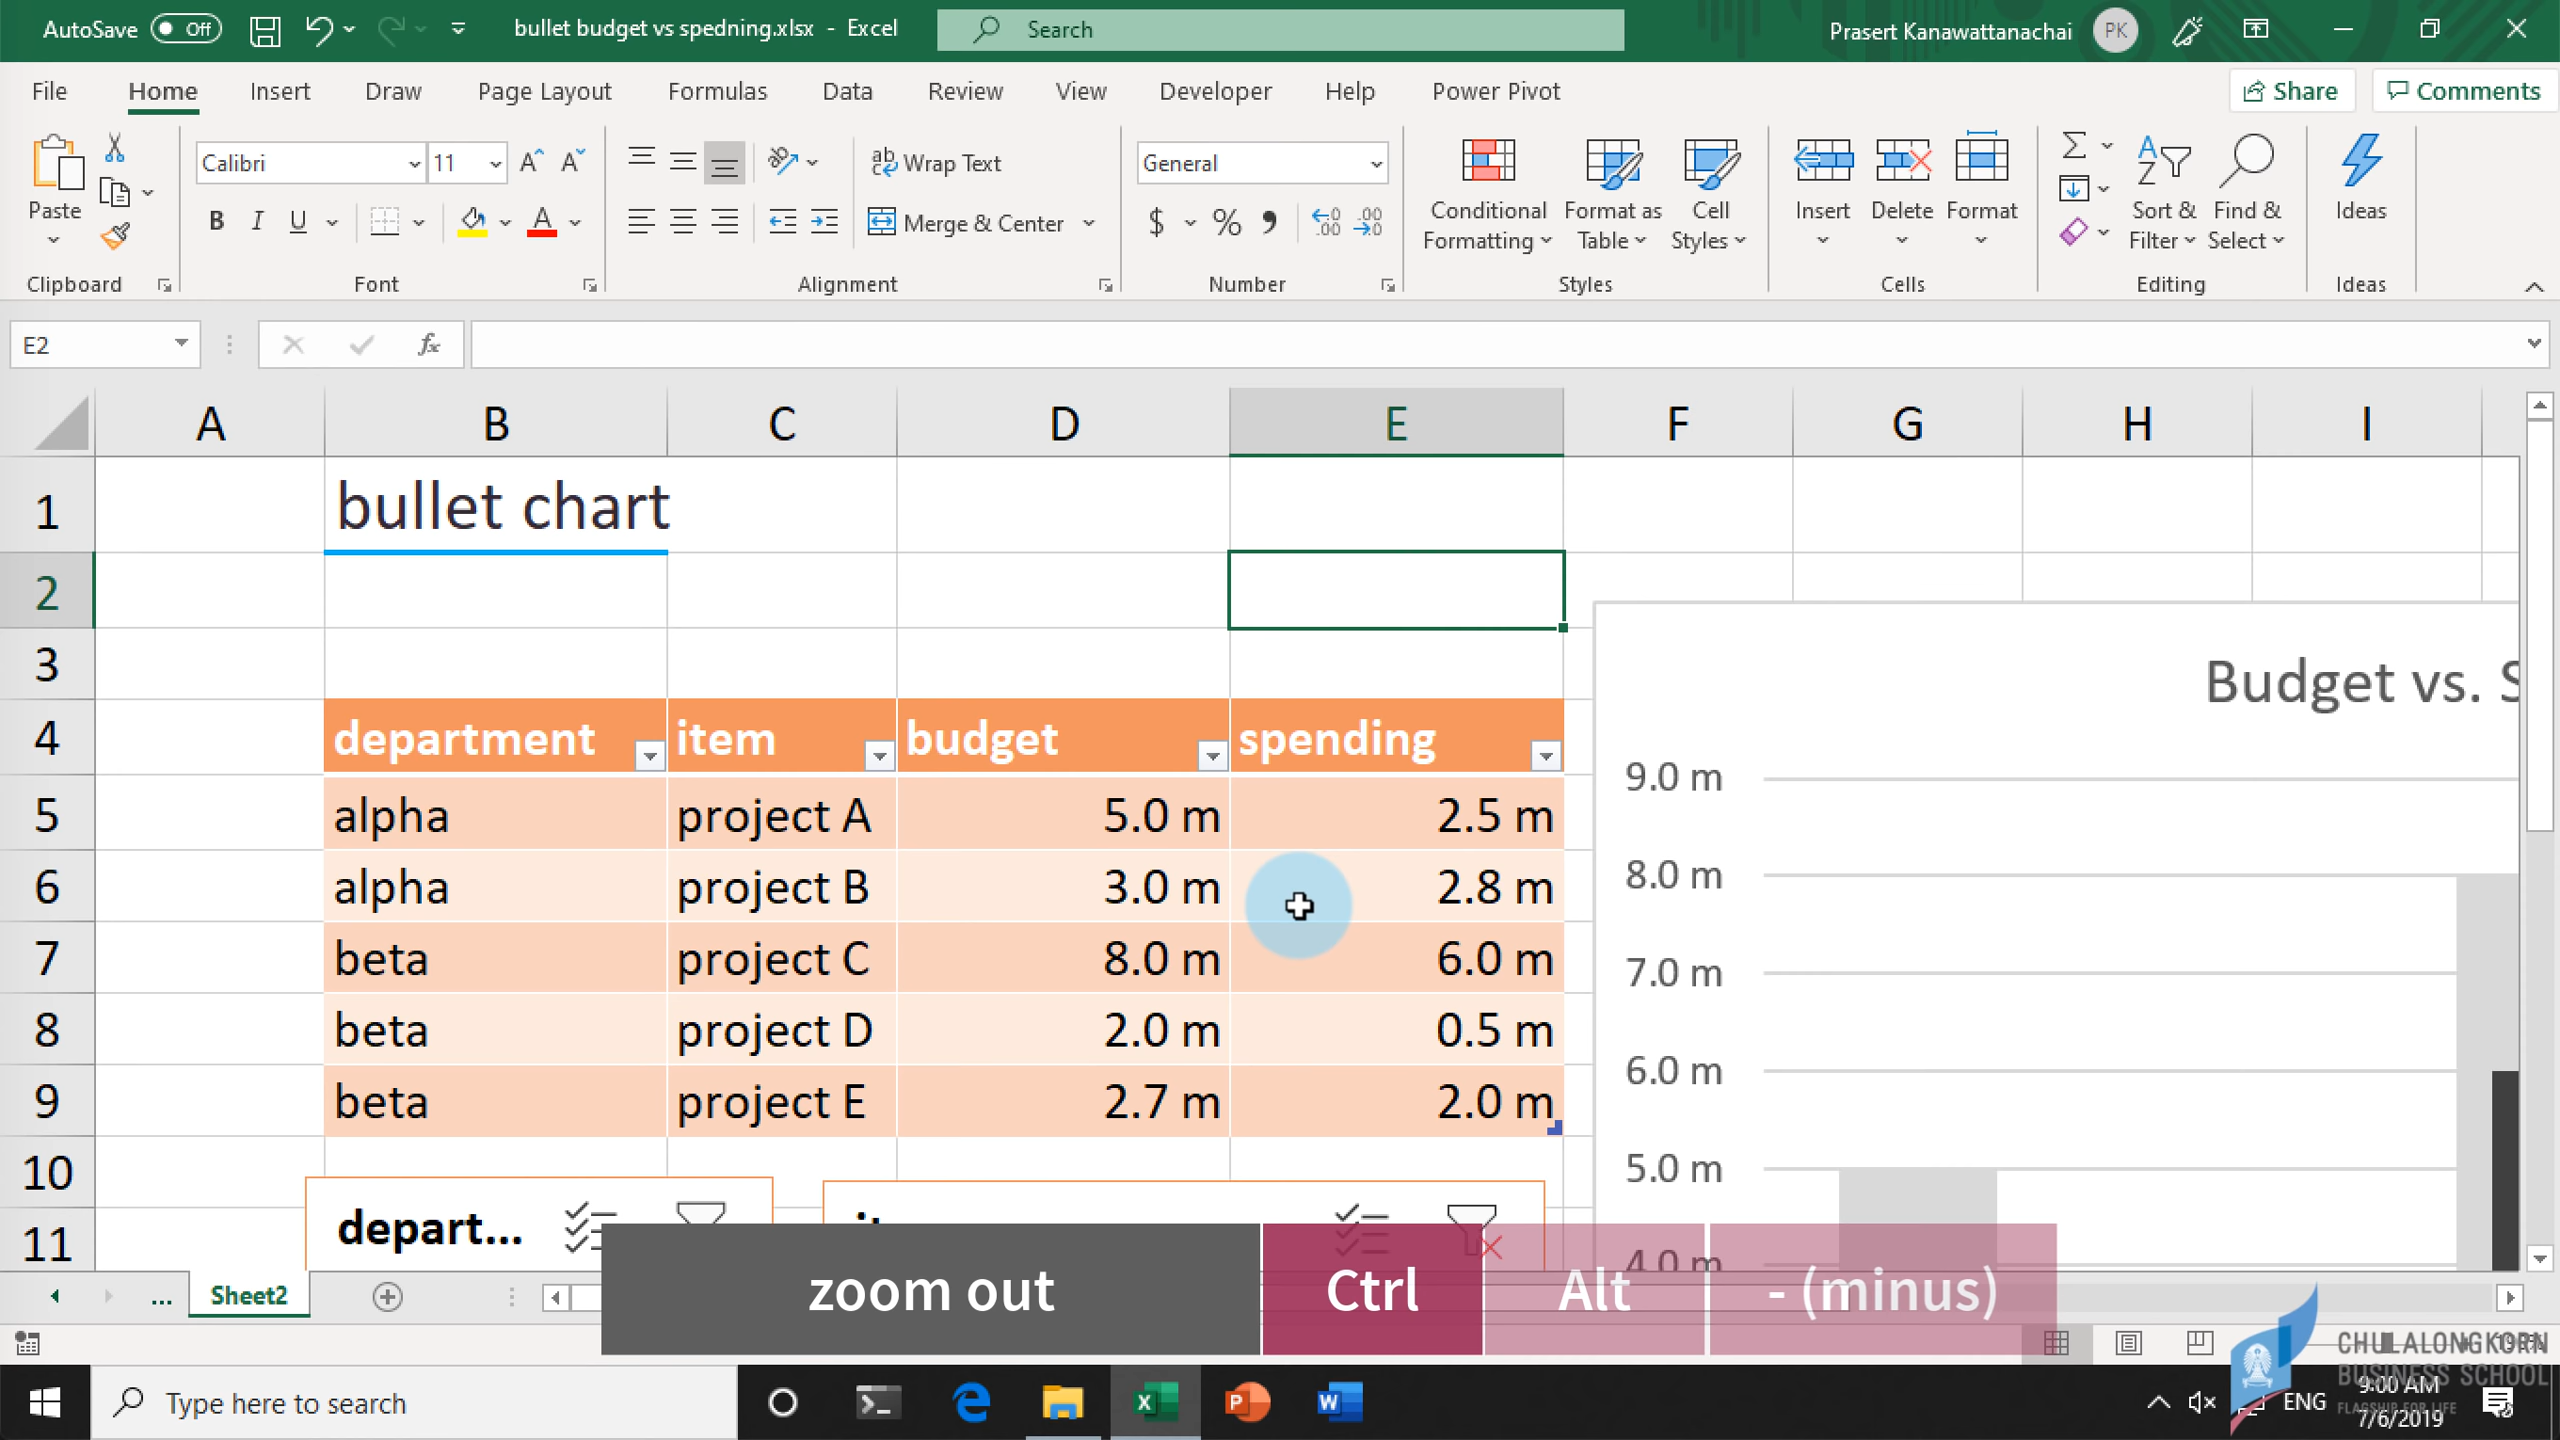 AutoSave Off bullet budget vs spedning.xlsx - Excel Search Prasert Kanawattanachai PK
File Home Insert Draw Page Layout Formulas Data Review View Developer Help Power Pivot Share Comments
Paste Calibri 11 Wrap Text General Conditional Formatting Format as Table Cell Styles Insert Delete Format Sort & Filter Find & Select Ideas
B I U A Merge & Center $ %
Clipboard Font Alignment Number Styles Cells Editing Ideas
E2 fx
A B C D E F G H I
1 bullet chart
2
3 Budget vs. S
4 department item budget spending
9.0 m
5 alpha project A 5.0 m 2.5 m
6 alpha project B 3.0 m 2.8 m 8.0 m
7 beta project C 8.0 m 6.0 m 7.0 m
8 beta project D 2.0 m 0.5 m 6.0 m
9 beta project E 2.7 m 2.0 m
10 5.0 m
11 depart... 4.0 m
... Sheet2 zoom out Ctrl Alt - (minus)
CHULALONGKORN
BUSINESS SCHOOL
FLAGSHIP FOR LIFE
Type here to search ENG 9:00 AM
7/6/2019